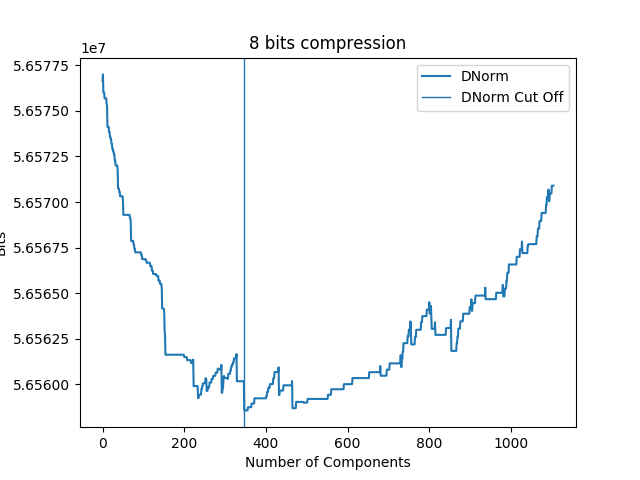 8 bits compression
1e7
5.65775
5.65750
5.65725
5.65700
5.65675
5.65650
5.65625
5.65600
Bits
0
200
400
600
800
1000
Number of Components
DNorm
DNorm Cut Off